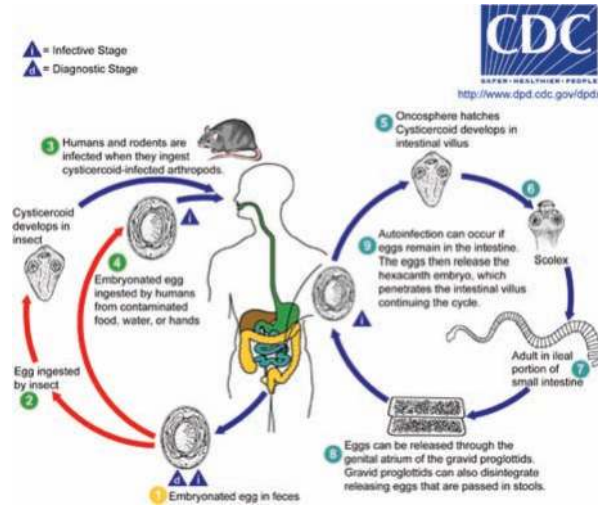 i = Infective Stage
d = Diagnostic Stage
CDC
SAFER • HEALTHIER • PEOPLE
http://www.dpd.cdc.gov/dpdx
3 Humans and rodents are
infected when they ingest
cysticercoid-infected arthropods.
Cysticercoid
develops in
insect
i
4
Embryonated egg
ingested by humans
from contaminated
food, water, or hands
Egg ingested
by insect
2
d i
1 Embryonated egg in feces
5 Oncosphere hatches
Cysticercoid develops in
intestinal villus
6
Scolex
9 Autoinfection can occur if
eggs remain in the intestine.
The eggs then release the
hexacanth embryo, which
penetrates the intestinal villus
continuing the cycle.
i
Adult in ileal
portion of
small intestine
7
8 Eggs can be released through the
genital atrium of the gravid proglottids.
Gravid proglottids can also disintegrate
releasing eggs that are passed in stools.